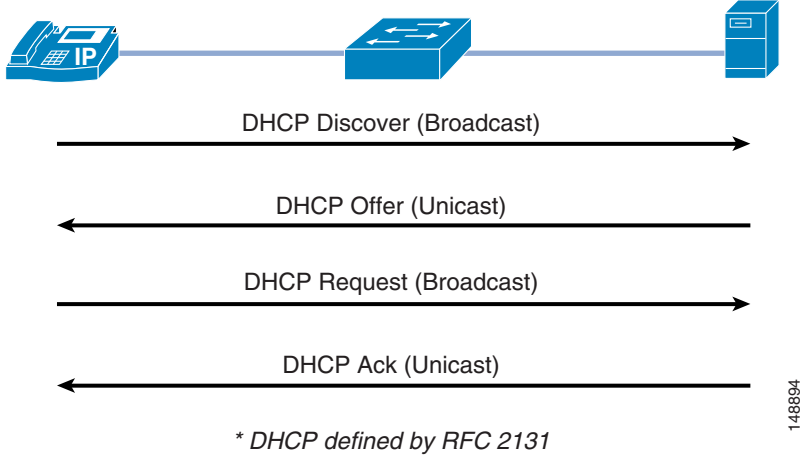 IP
DHCP Discover (Broadcast)
DHCP Offer (Unicast)
DHCP Request (Broadcast)
DHCP Ack (Unicast)
* DHCP defined by RFC 2131
148894